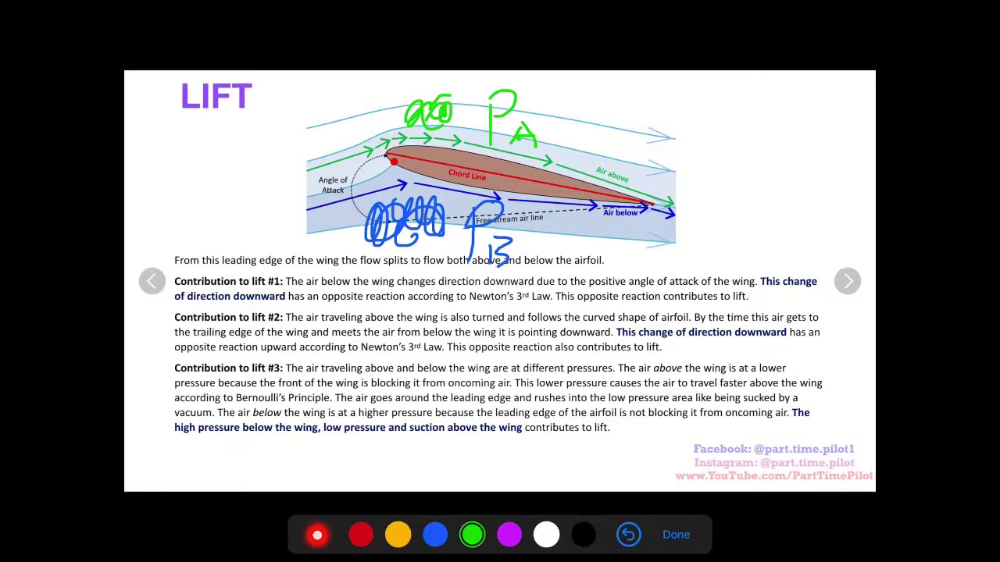 LIFT
P
A
Air above
Chord Line
Angle of
Attack
Air below
Free stream air line
P
B
From this leading edge of the wing the flow splits to flow both above and below the airfoil.
Contribution to lift #1: The air below the wing changes direction downward due to the positive angle of attack of the wing. This change
of direction downward has an opposite reaction according to Newton's 3rd Law. This opposite reaction contributes to lift.
Contribution to lift #2: The air traveling above the wing is also turned and follows the curved shape of airfoil. By the time this air gets to
the trailing edge of the wing and meets the air from below the wing it is pointing downward. This change of direction downward has an
opposite reaction upward according to Newton's 3rd Law. This opposite reaction also contributes to lift.
Contribution to lift #3: The air traveling above and below the wing are at different pressures. The air above the wing is at a lower
pressure because the front of the wing is blocking it from oncoming air. This lower pressure causes the air to travel faster above the wing
according to Bernoulli's Principle. The air goes around the leading edge and rushes into the low pressure area like being sucked by a
vacuum. The air below the wing is at a higher pressure because the leading edge of the airfoil is not blocking it from oncoming air. The
high pressure below the wing, low pressure and suction above the wing contributes to lift.
Facebook: @part.time.pilot1
Instagram: @part.time.pilot
www.YouTube.com/PartTimePilot
Done